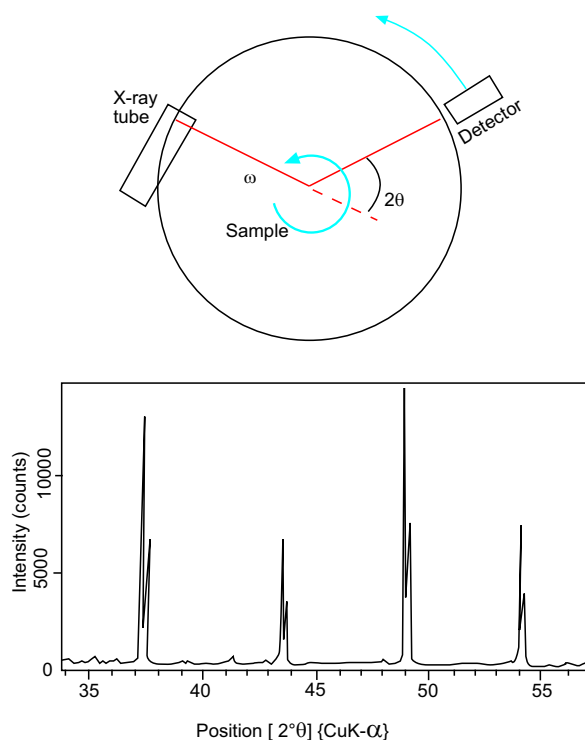 X-ray
tube
Detector
ω
2θ
Sample
Intensity (counts)
10000
5000
0
35 40 45 50 55
Position [ 2°θ] {CuK-α}